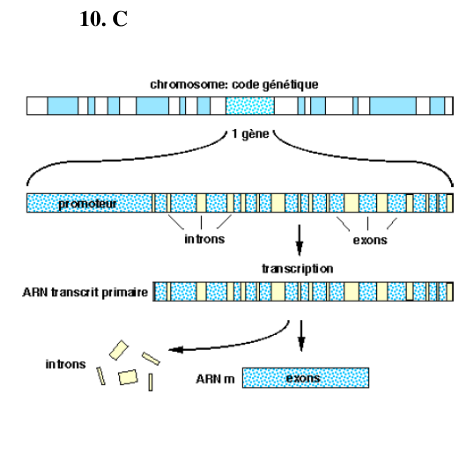 10. C
chromosome: code génétique
1 gène
promoteur
introns
exons
transcription
ARN transcrit primaire
introns
ARN m
exons